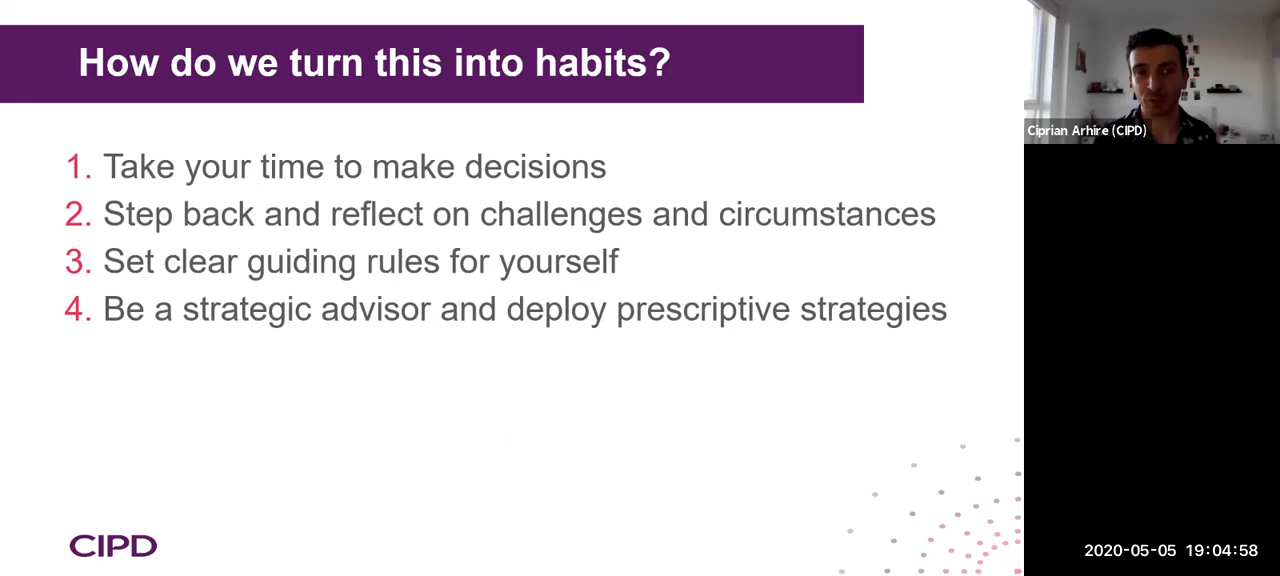 How do we turn this into habits?
1. Take your time to make decisions
2. Step back and reflect on challenges and circumstances
3. Set clear guiding rules for yourself
4. Be a strategic advisor and deploy prescriptive strategies
CIPD
Ciprian Arhire (CIPD)
2020-05-05 19:04:58